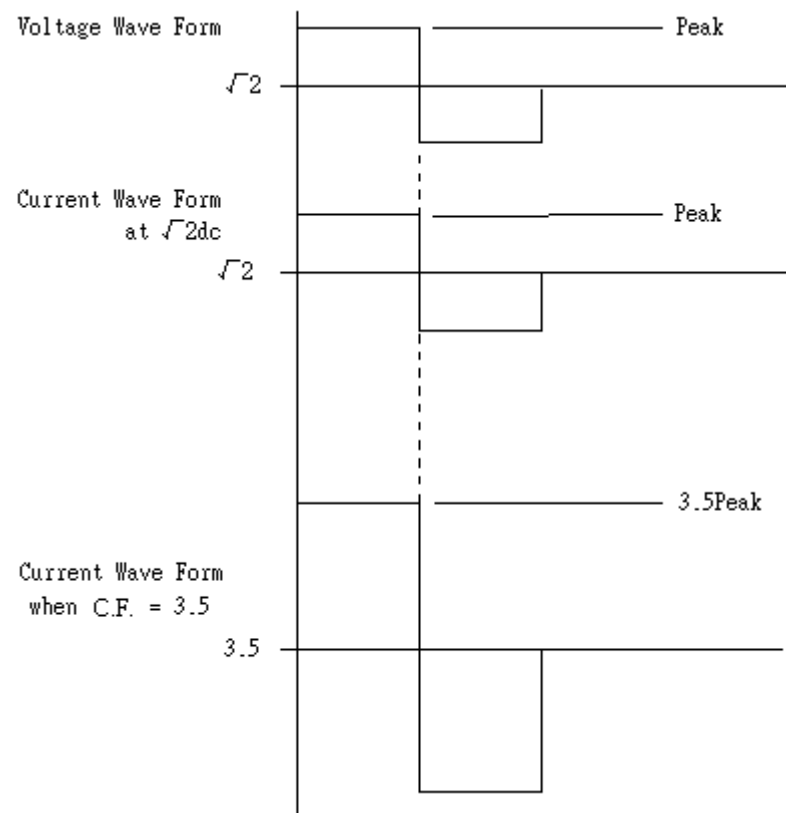 Voltage Wave Form
Peak
√2
Current Wave Form
at √2dc
Peak
√2
3.5Peak
Current Wave Form
when C.F. = 3.5
3.5